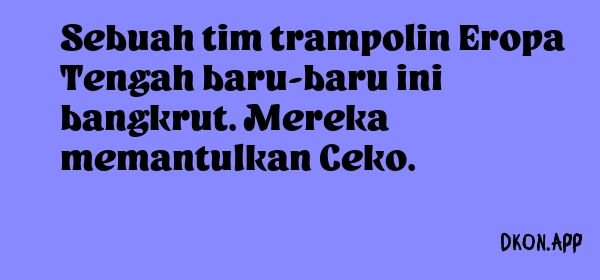 Sebuah tim trampolin Eropa
Tengah baru-baru ini
bangkrut. Mereka
memantulkan Ceko.
DKON.APP